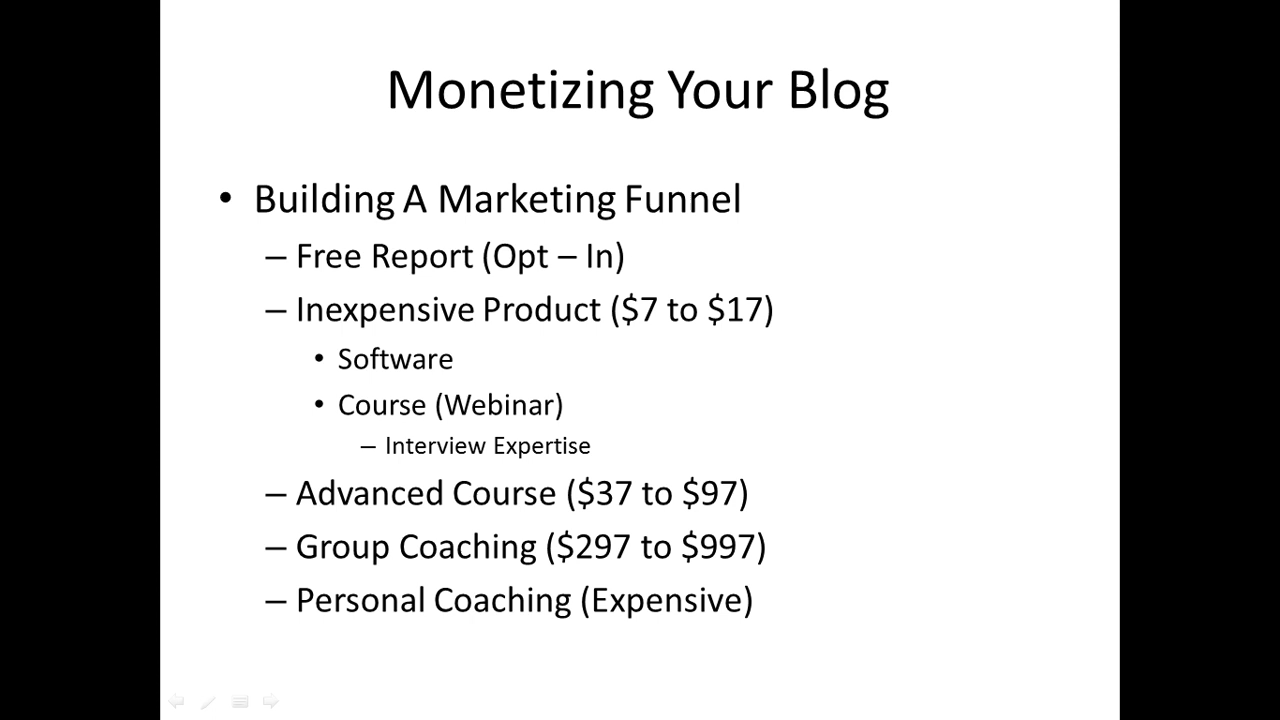 Monetizing Your Blog
• Building A Marketing Funnel
– Free Report (Opt – In)
– Inexpensive Product ($7 to $17)
• Software
• Course (Webinar)
– Interview Expertise
– Advanced Course ($37 to $97)
– Group Coaching ($297 to $997)
– Personal Coaching (Expensive)